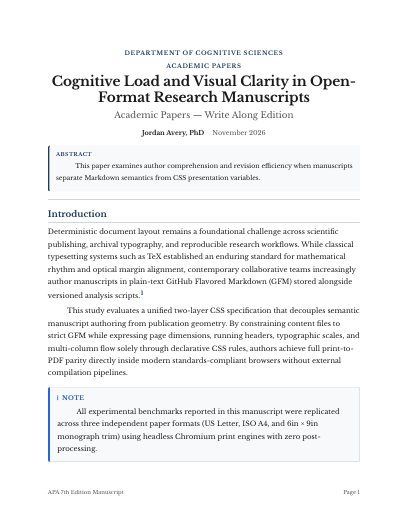 DEPARTMENT OF COGNITIVE SCIENCES
ACADEMIC PAPERS
Cognitive Load and Visual Clarity in Open-
Format Research Manuscripts
Academic Papers — Write Along Edition
Jordan Avery, PhD November 2026
ABSTRACT
This paper examines author comprehension and revision efficiency when manuscripts
separate Markdown semantics from CSS presentation variables.
Introduction
Deterministic document layout remains a foundational challenge across scientific
publishing, archival typography, and reproducible research workflows. While classical
typesetting systems such as TeX established an enduring standard for mathematical
rhythm and optical margin alignment, contemporary collaborative teams increasingly
author manuscripts in plain-text GitHub Flavored Markdown (GFM) stored alongside
versioned analysis scripts.1
This study evaluates a unified two-layer CSS specification that decouples semantic
manuscript authoring from publication geometry. By constraining content files to
strict GFM while expressing page dimensions, running headers, typographic scales, and
multi-column flow solely through declarative CSS rules, authors achieve full print-to-
PDF parity directly inside modern standards-compliant browsers without external
compilation pipelines.
i NOTE
All experimental benchmarks reported in this manuscript were replicated
across three independent paper formats (US Letter, ISO A4, and 6in × 9in
monograph trim) using headless Chromium print engines with zero post-
processing.
APA 7th Edition Manuscript
Page 1